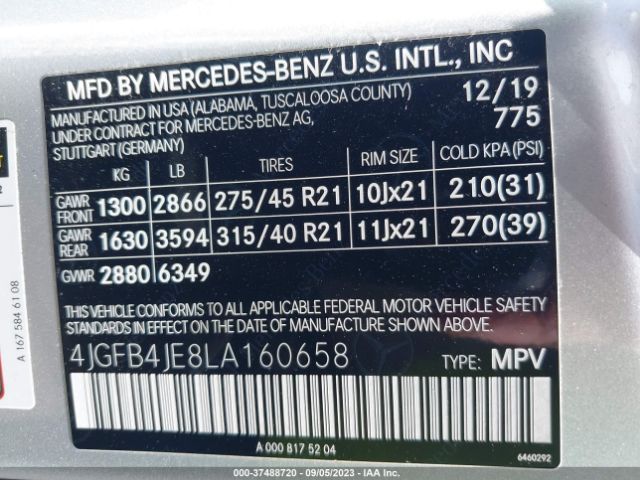 MFD BY MERCEDES-BENZ U.S. INTL., INC
MANUFACTURED IN USA (ALABAMA, TUSCALOOSA COUNTY) 12/19
UNDER CONTRACT FOR MERCEDES-BENZ AG, 775
STUTTGART (GERMANY)
KG LB TIRES RIM SIZE COLD KPA(PSI)
GAWR FRONT 1300 2866 275/45 R21 10Jx21 210(31)
GAWR REAR 1630 3594 315/40 R21 11Jx21 270(39)
GVWR 2880 6349
THIS VEHICLE CONFORMS TO ALL APPLICABLE FEDERAL MOTOR VEHICLE SAFETY
STANDARDS IN EFFECT ON THE DATE OF MANUFACTURE SHOWN ABOVE.
4JGFB4JE8LA160658 TYPE: MPV
A 000 817 52 04
6460292
A 167 584 61 08
000-37488720 - 09/05/2023 - IAA Inc.